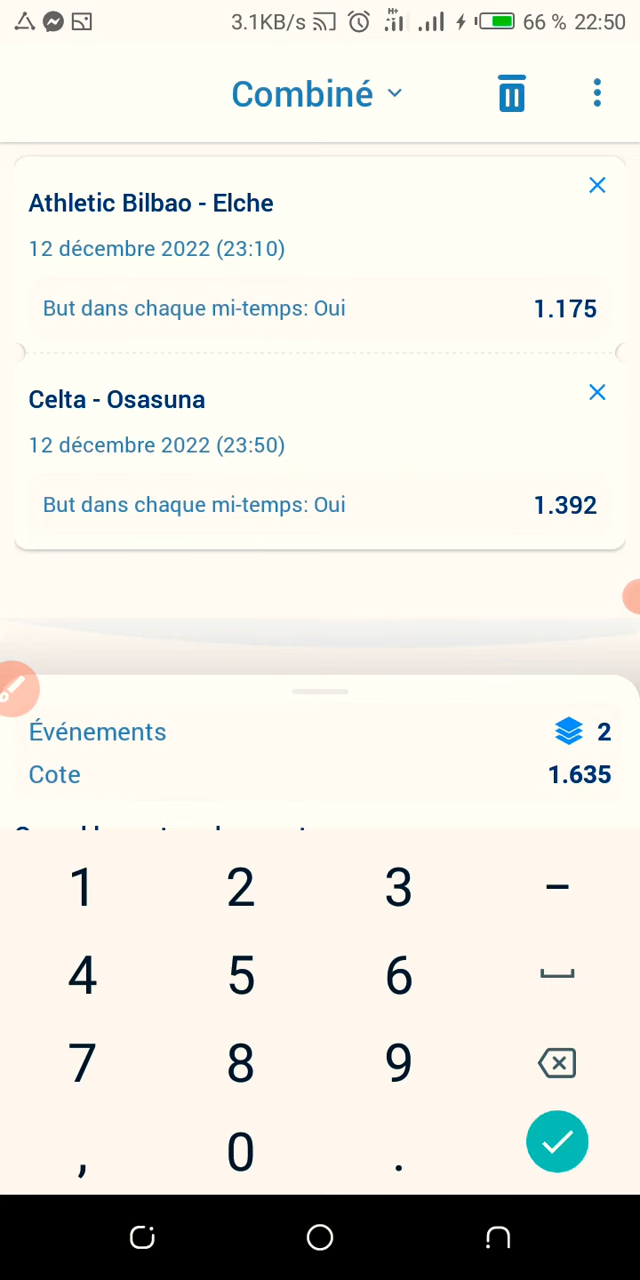 3.1KB/s H+ 66 % 22:50
Combiné
Athletic Bilbao - Elche
12 décembre 2022 (23:10)
But dans chaque mi-temps: Oui 1.175
Celta - Osasuna
12 décembre 2022 (23:50)
But dans chaque mi-temps: Oui 1.392
Événements 2
Cote 1.635
1 2 3 –
4 5 6
7 8 9
, 0 .